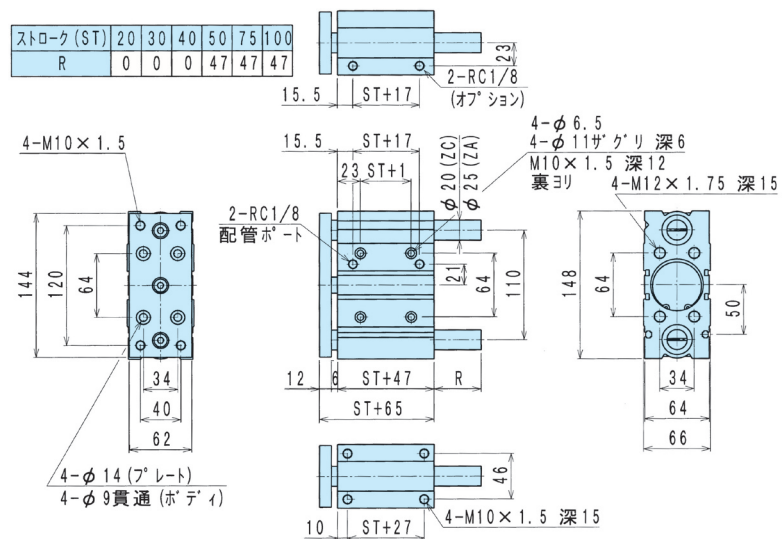 ストローク(ST) 20 30 40 50 75 100
R 0 0 0 47 47 47
23
2-RC1/8
(オプション)
15.5 ST+17
4-M10×1.5
15.5 ST+17
23 ST+1
φ20(ZC)
φ25(ZA)
4-φ6.5
4-φ11ザグリ 深6
M10×1.5 深12
裏ヨリ
4-M12×1.75 深15
2-RC1/8
配管ポート
144
120
64
34
40
62
4-φ14(プレート)
4-φ9貫通(ボディ)
21
64
110
12 6 ST+47 R
ST+65
148
64
50
34
64
66
46
4-M10×1.5 深15
10 ST+27